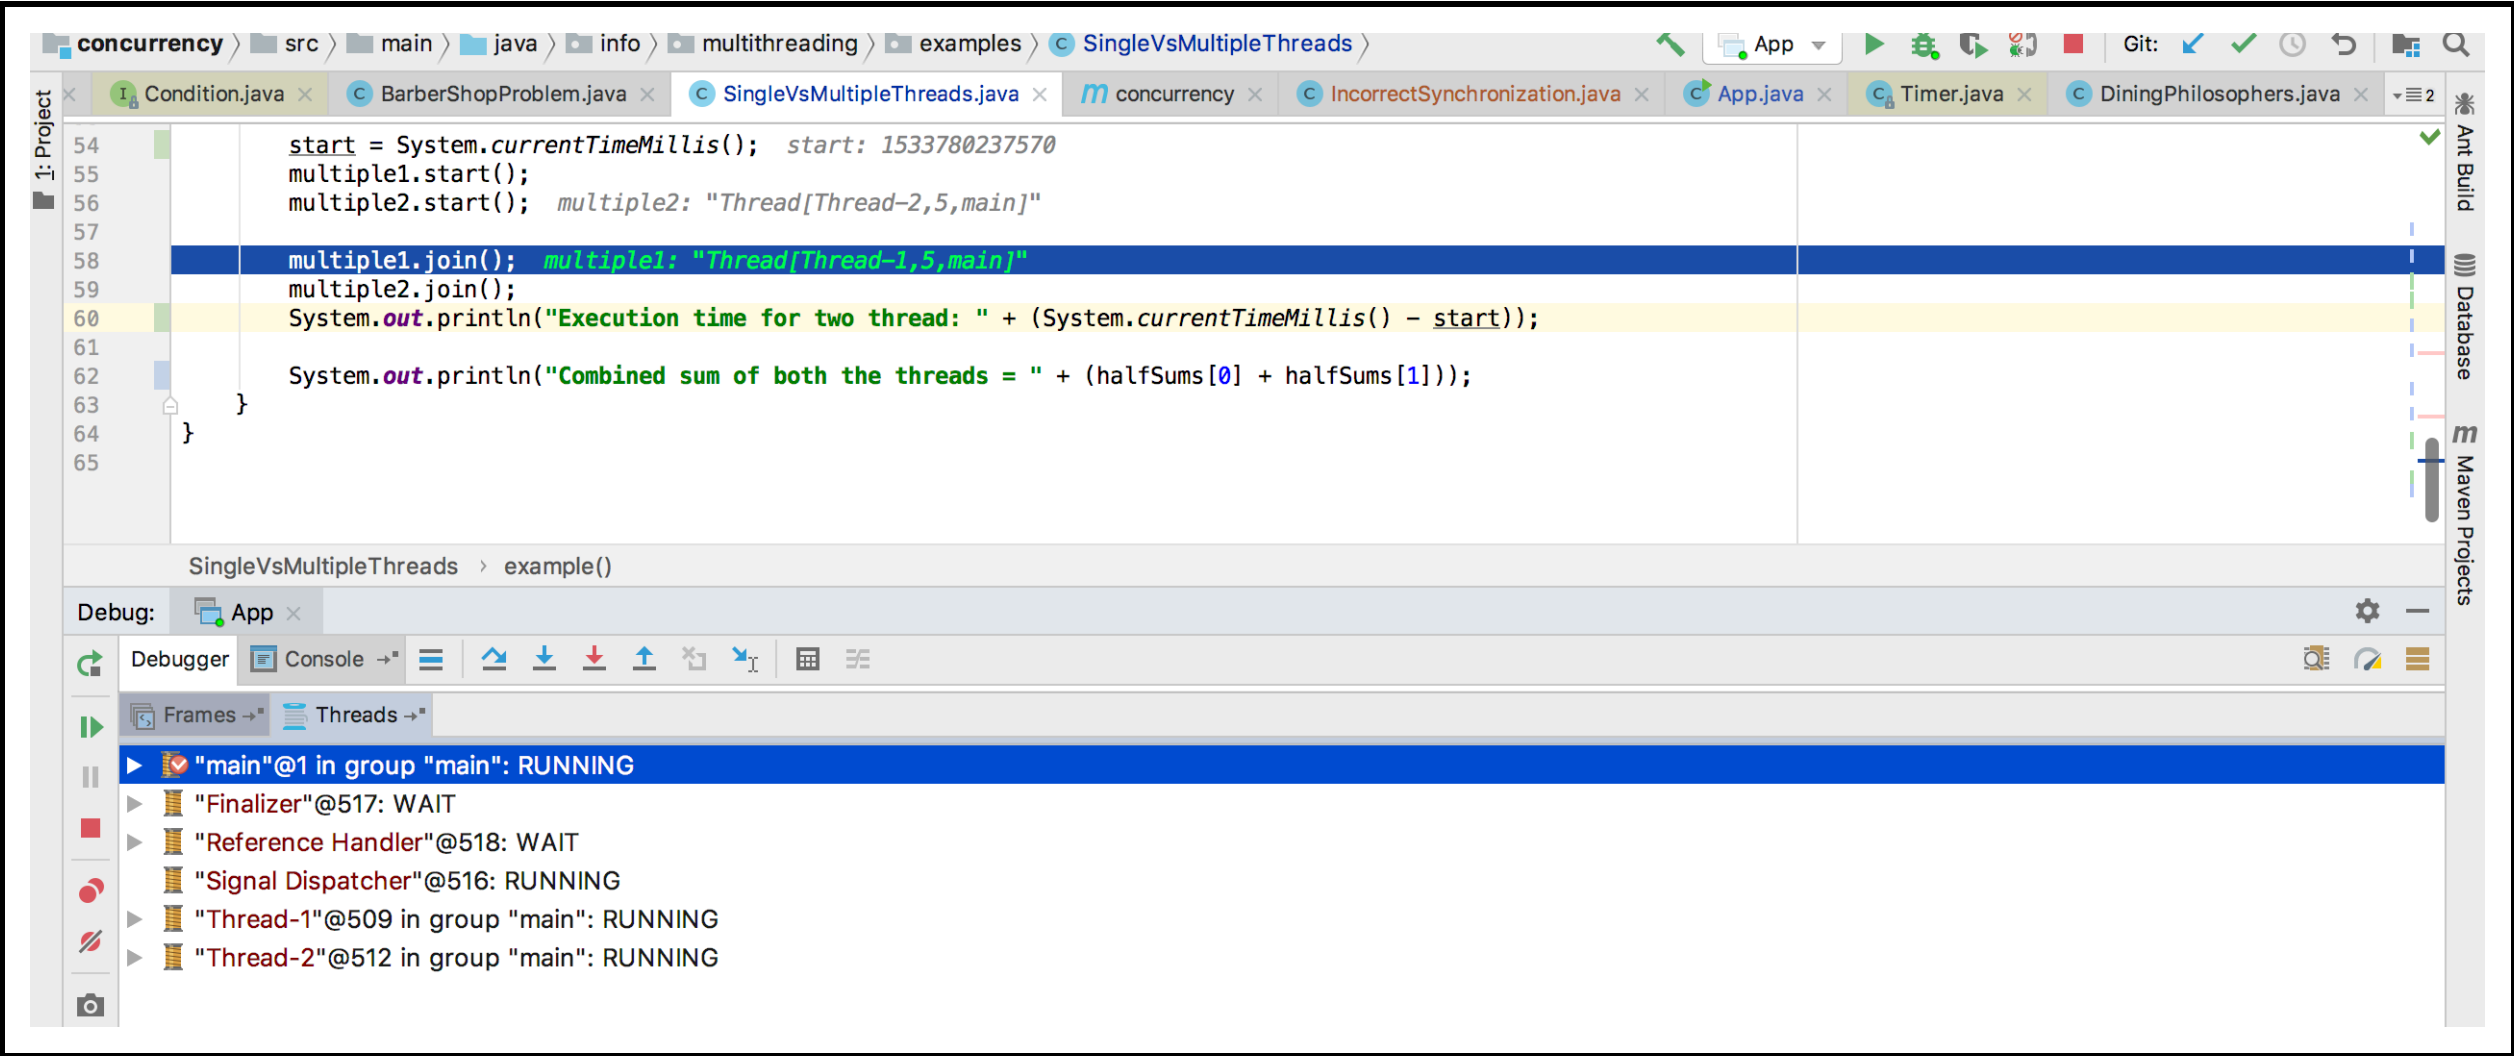 concurrency src main java info multithreading examples C SingleVsMultipleThreads App Git:
I Condition.java C BarberShopProblem.java C SingleVsMultipleThreads.java m concurrency C IncorrectSynchronization.java C App.java C Timer.java C DiningPhilosophers.java 2
1: Project
54 start = System.currentTimeMillis(); start: 1533780237570
55 multiple1.start();
56 multiple2.start(); multiple2: "Thread[Thread-2,5,main]"
57
58 multiple1.join(); multiple1: "Thread[Thread-1,5,main]"
59 multiple2.join();
60 System.out.println("Execution time for two thread: " + (System.currentTimeMillis() - start));
61
62 System.out.println("Combined sum of both the threads = " + (halfSums[0] + halfSums[1]));
63 }
64 }
65
Ant Build
Database
m Maven Projects
SingleVsMultipleThreads › example()
Debug: App
Debugger Console
Frames Threads
"main"@1 in group "main": RUNNING
"Finalizer"@517: WAIT
"Reference Handler"@518: WAIT
"Signal Dispatcher"@516: RUNNING
"Thread-1"@509 in group "main": RUNNING
"Thread-2"@512 in group "main": RUNNING